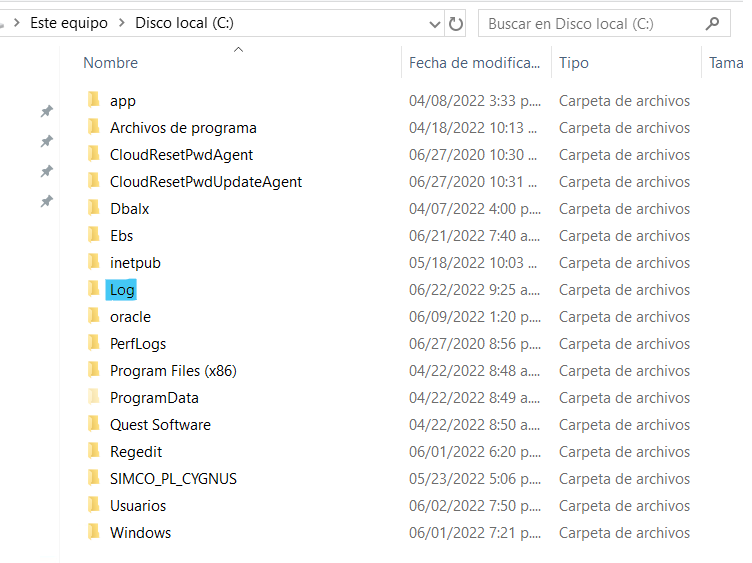 Este equipo > Disco local (C:) Buscar en Disco local (C:)
Nombre Fecha de modifica... Tipo Tama
app 04/08/2022 3:33 p.... Carpeta de archivos
Archivos de programa 04/18/2022 10:13 ... Carpeta de archivos
CloudResetPwdAgent 06/27/2020 10:30 ... Carpeta de archivos
CloudResetPwdUpdateAgent 06/27/2020 10:31 ... Carpeta de archivos
Dbalx 04/07/2022 4:00 p.... Carpeta de archivos
Ebs 06/21/2022 7:40 a.... Carpeta de archivos
inetpub 05/18/2022 10:03 ... Carpeta de archivos
Log 06/22/2022 9:25 a.... Carpeta de archivos
oracle 06/09/2022 1:20 p.... Carpeta de archivos
PerfLogs 06/27/2020 8:56 p.... Carpeta de archivos
Program Files (x86) 04/22/2022 8:48 a.... Carpeta de archivos
ProgramData 04/22/2022 8:49 a.... Carpeta de archivos
Quest Software 04/22/2022 8:50 a.... Carpeta de archivos
Regedit 06/01/2022 6:20 p.... Carpeta de archivos
SIMCO_PL_CYGNUS 05/23/2022 5:06 p.... Carpeta de archivos
Usuarios 06/02/2022 7:50 p.... Carpeta de archivos
Windows 06/01/2022 7:21 p.... Carpeta de archivos